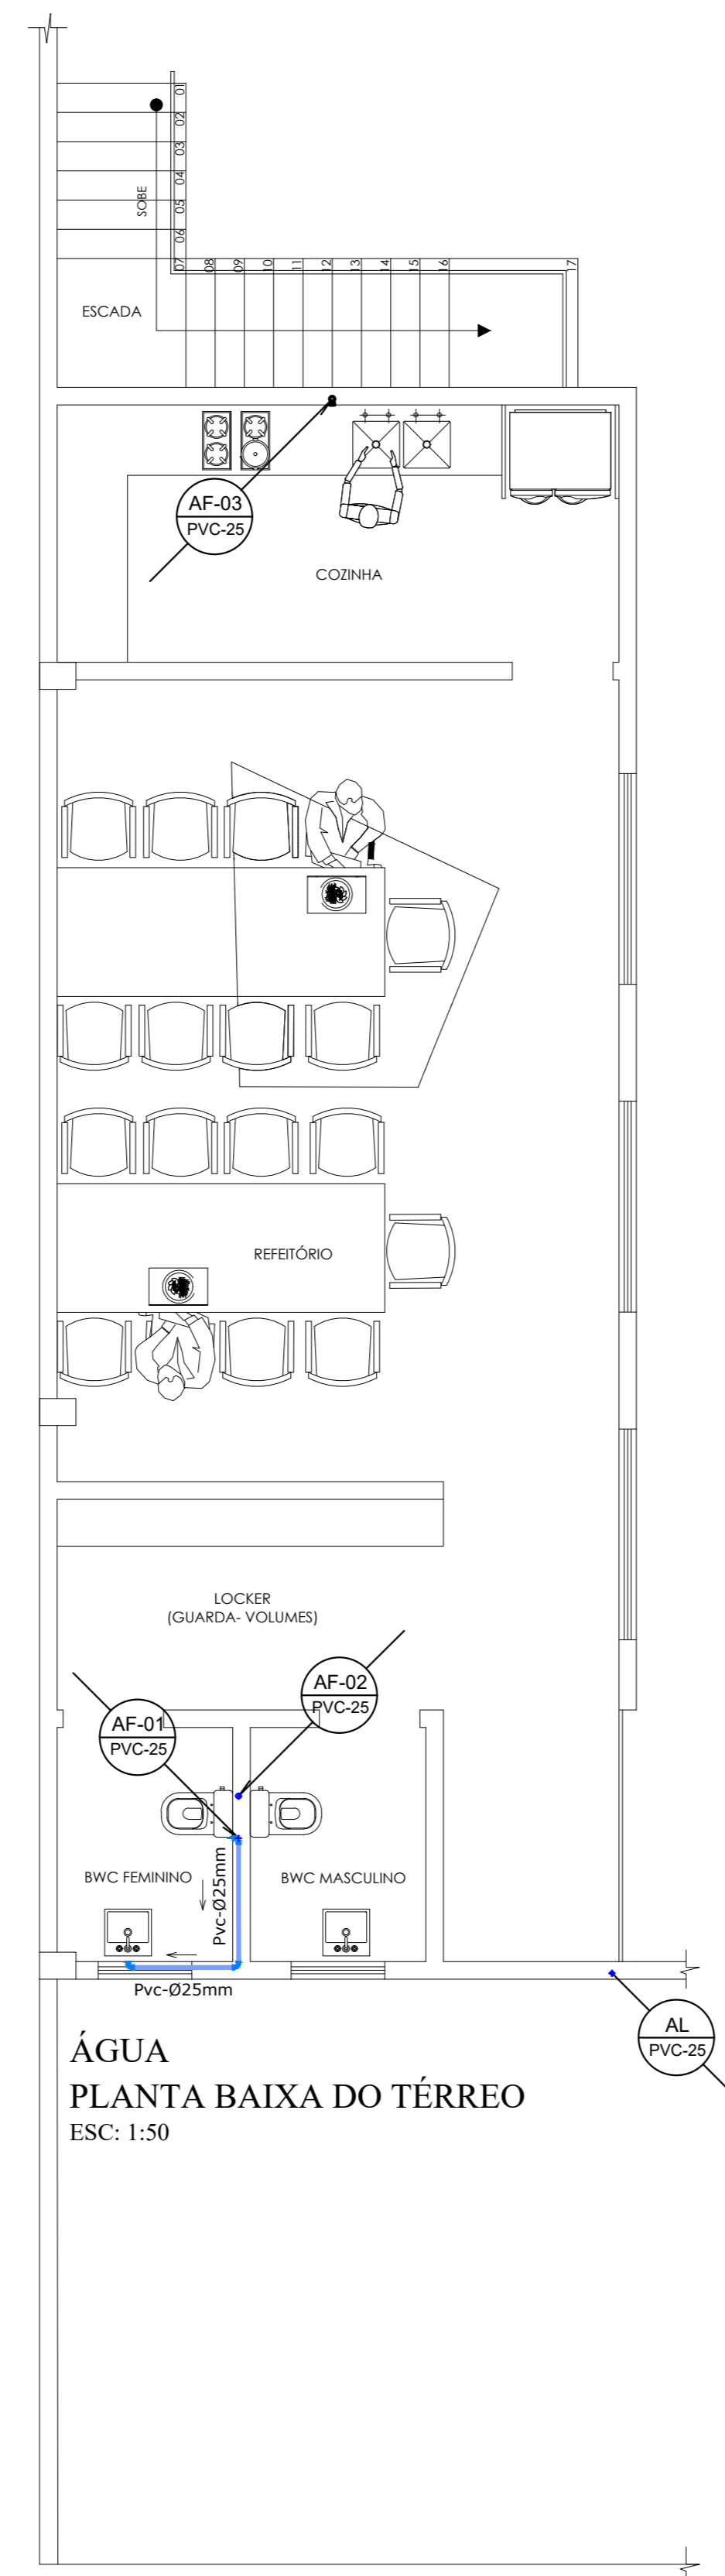 01
02
03
04
05
06
07
08
09
10
11
12
13
14
15
16
17
SOBE
ESCADA
AF-03
PVC-25
COZINHA
REFEITÓRIO
LOCKER
(GUARDA- VOLUMES)
AF-02
PVC-25
AF-01
PVC-25
BWC FEMININO
Pvc-Ø25mm
BWC MASCULINO
Pvc-Ø25mm
AL
PVC-25
ÁGUA
PLANTA BAIXA DO TÉRREO
ESC: 1:50